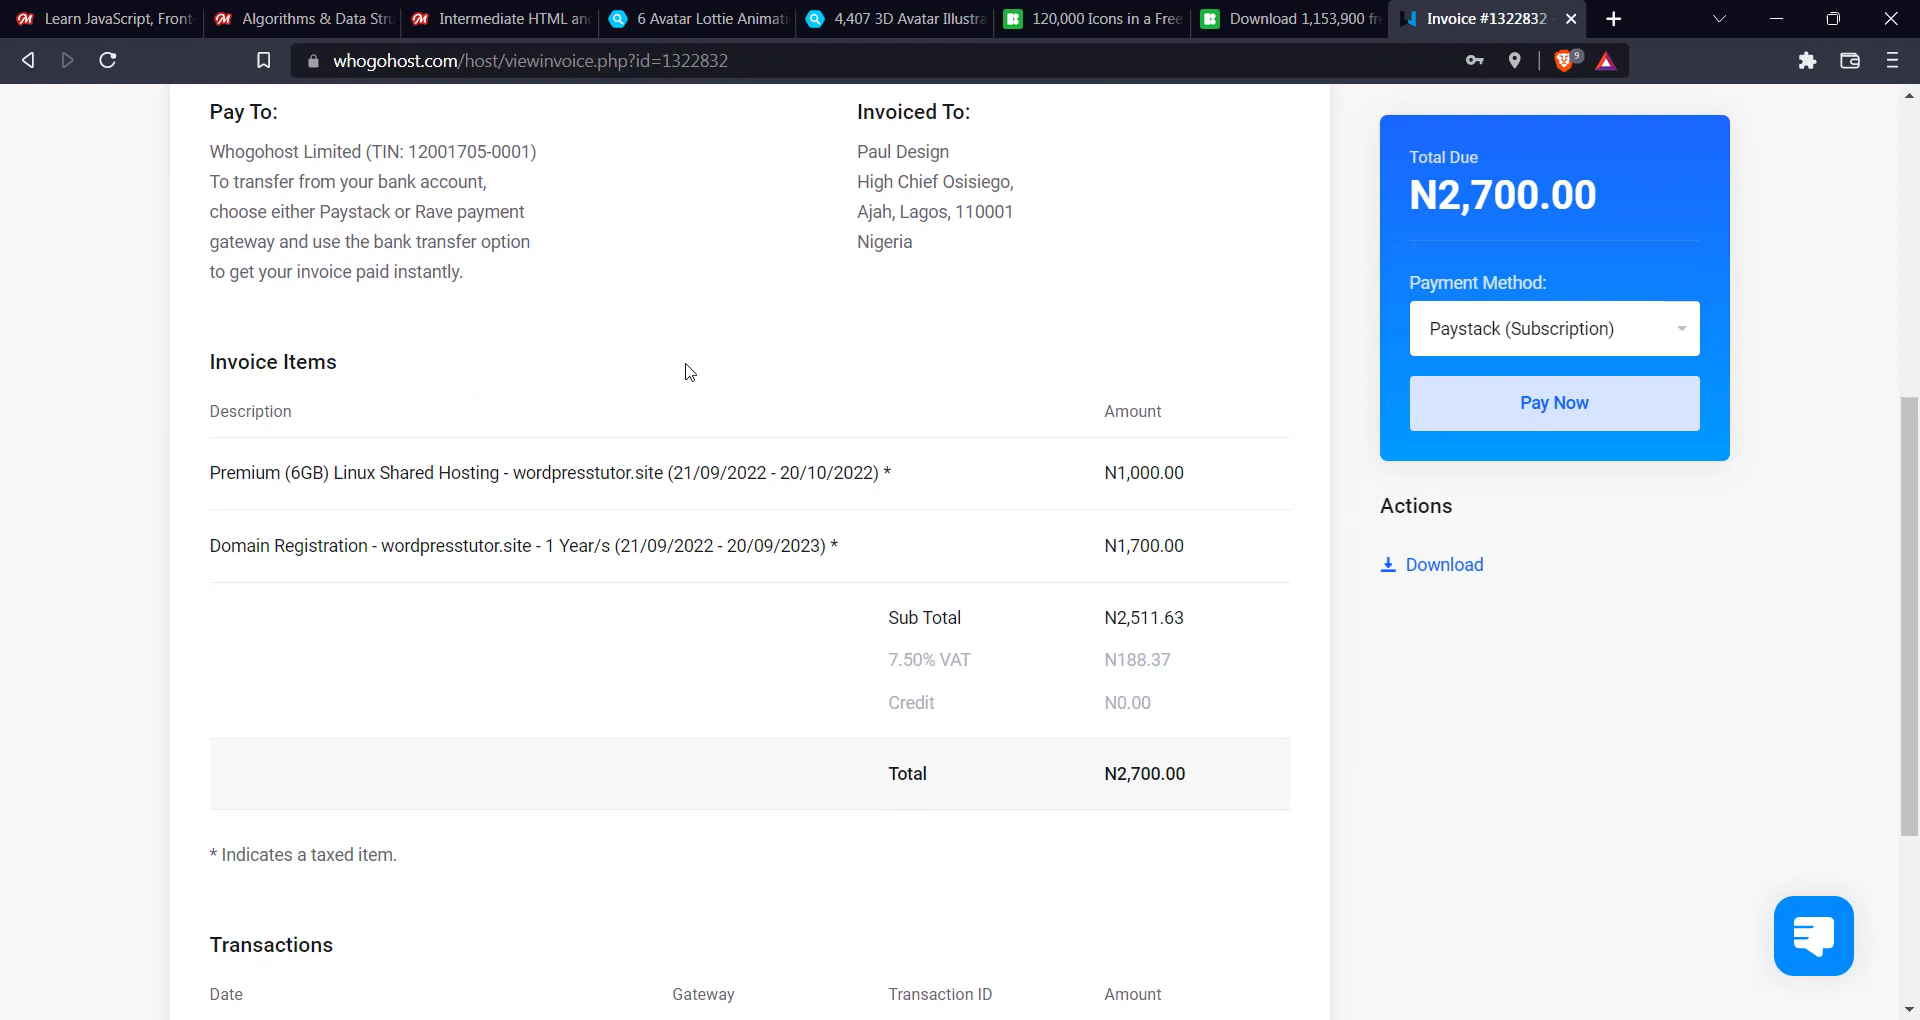 Learn JavaScript, Front
Algorithms & Data Stru
Intermediate HTML an
6 Avatar Lottie Animati
4,407 3D Avatar Illustra
120,000 Icons in a Free
Download 1,153,900 fr
Invoice #1322832
whogohost.com/host/viewinvoice.php?id=1322832
9
Pay To:
Whogohost Limited (TIN: 12001705-0001)
To transfer from your bank account,
choose either Paystack or Rave payment
gateway and use the bank transfer option
to get your invoice paid instantly.
Invoiced To:
Paul Design
High Chief Osisiego,
Ajah, Lagos, 110001
Nigeria
Total Due
N2,700.00
Payment Method:
Paystack (Subscription)
Pay Now
Actions
Download
Invoice Items
Description Amount
Premium (6GB) Linux Shared Hosting - wordpresstutor.site (21/09/2022 - 20/10/2022) * N1,000.00
Domain Registration - wordpresstutor.site - 1 Year/s (21/09/2022 - 20/09/2023) * N1,700.00
Sub Total N2,511.63
7.50% VAT N188.37
Credit N0.00
Total N2,700.00
* Indicates a taxed item.
Transactions
Date Gateway Transaction ID Amount